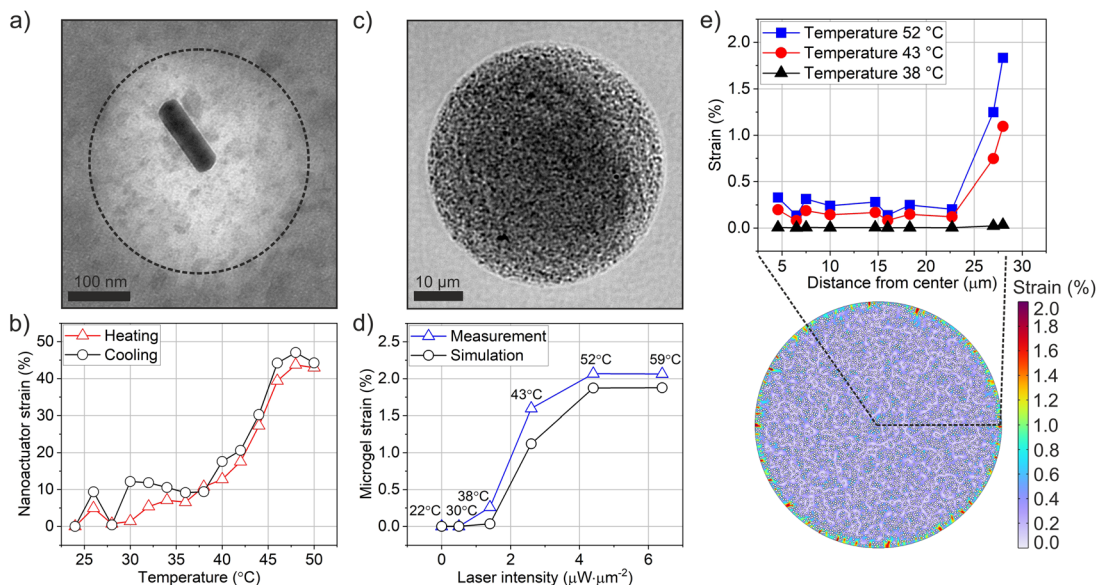 a)
100 nm
c)
10 µm
e)
Temperature 52 °C
Temperature 43 °C
Temperature 38 °C
Strain (%)
2.0
1.5
1.0
0.5
0.0
5 10 15 20 25 30
Distance from center (µm)
b)
Heating
Cooling
Nanoactuator strain (%)
50
40
30
20
10
0
25 30 35 40 45 50
Temperature (°C)
d)
Measurement
Simulation
Microgel strain (%)
2.5
2.0
1.5
1.0
0.5
0.0
22°C
30°C
38°C
43°C
52°C
59°C
0 2 4 6
Laser intensity (µW·µm⁻²)
Strain (%)
2.0
1.8
1.6
1.4
1.2
1.0
0.8
0.6
0.4
0.2
0.0